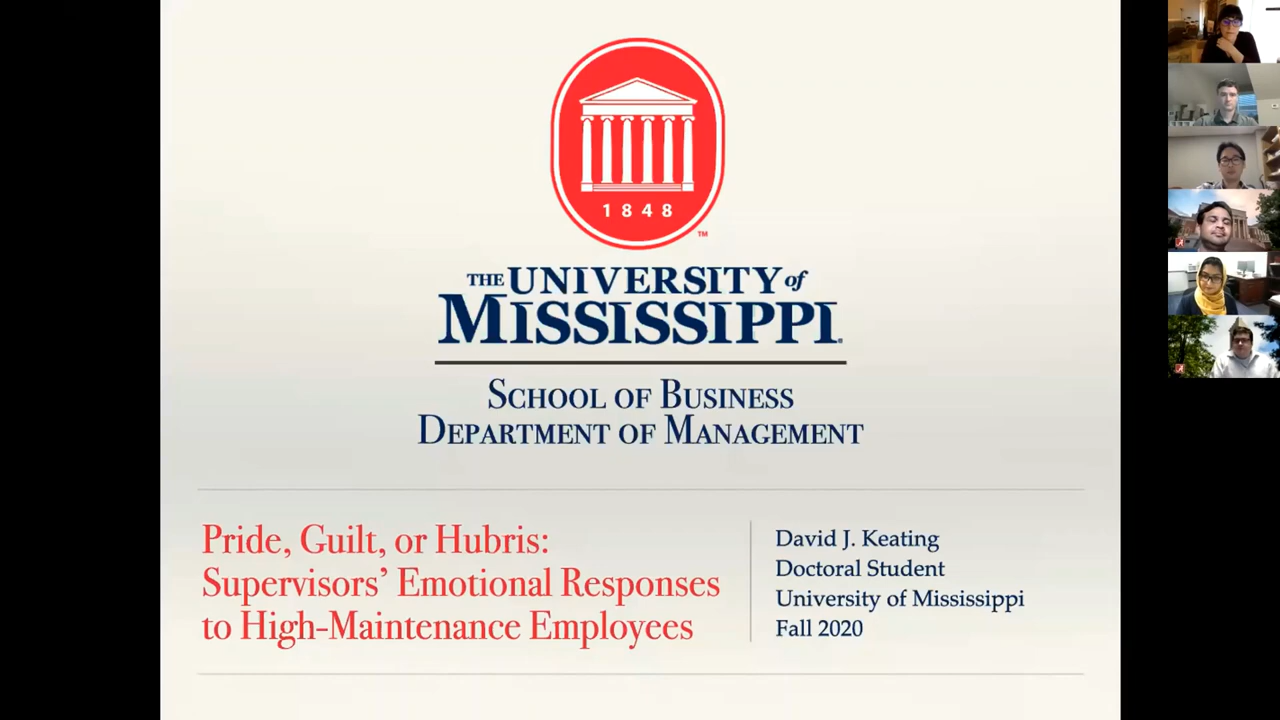 1848
TM
THE UNIVERSITY of
MISSISSIPPI
SCHOOL OF BUSINESS
DEPARTMENT OF MANAGEMENT
Pride, Guilt, or Hubris:
Supervisors' Emotional Responses
to High-Maintenance Employees
David J. Keating
Doctoral Student
University of Mississippi
Fall 2020